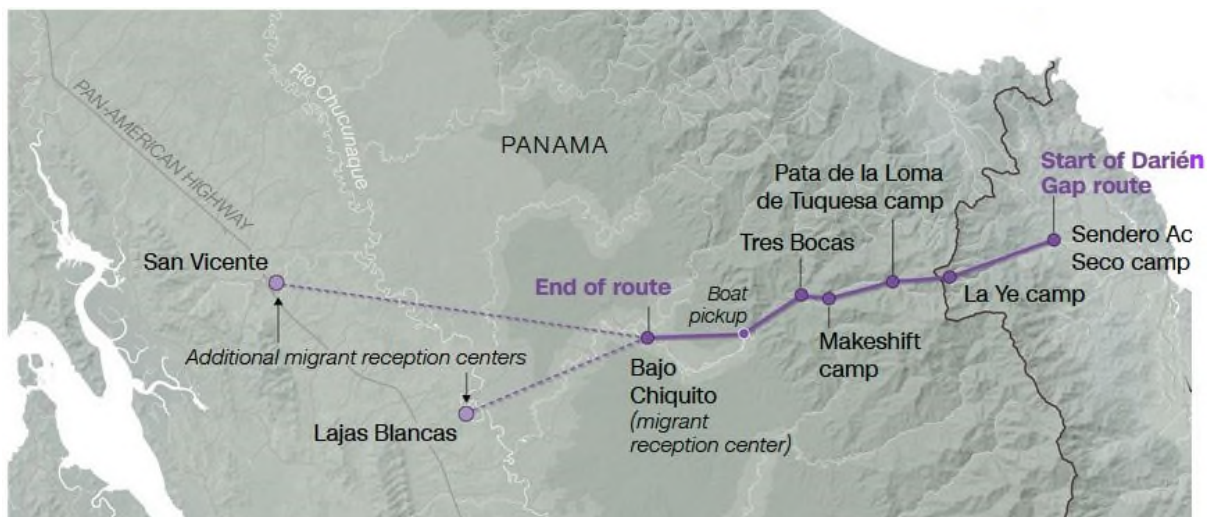 PAN-AMERICAN HIGHWAY
Río Chucunaque
PANAMA
Start of Darién
Gap route
Pata de la Loma
de Tuquesa camp
Tres Bocas
Sendero Ac
Seco camp
San Vicente
End of route
Boat
pickup
La Ye camp
Makeshift
camp
Additional migrant reception centers
Bajo
Chiquito
(migrant
reception center)
Lajas Blancas